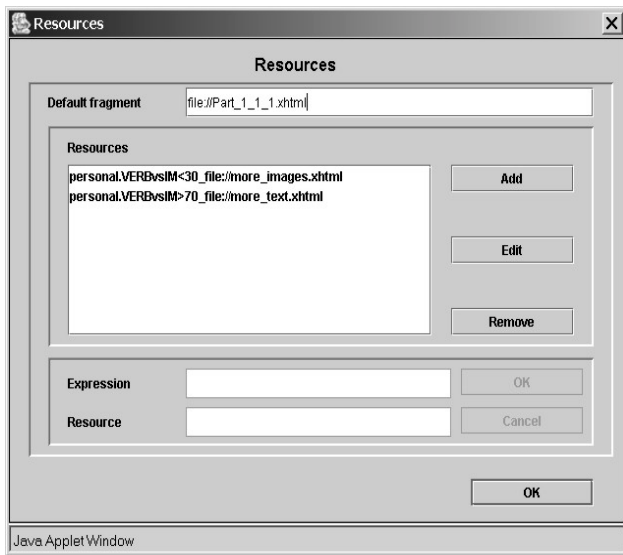 Resources
Resources
Default fragment file://Part_1_1_1.xhtml
Resources
personal.VERBvsIM<30_file://more_images.xhtml
personal.VERBvsIM>70_file://more_text.xhtml
Add
Edit
Remove
Expression
OK
Resource
Cancel
OK
Java Applet Window